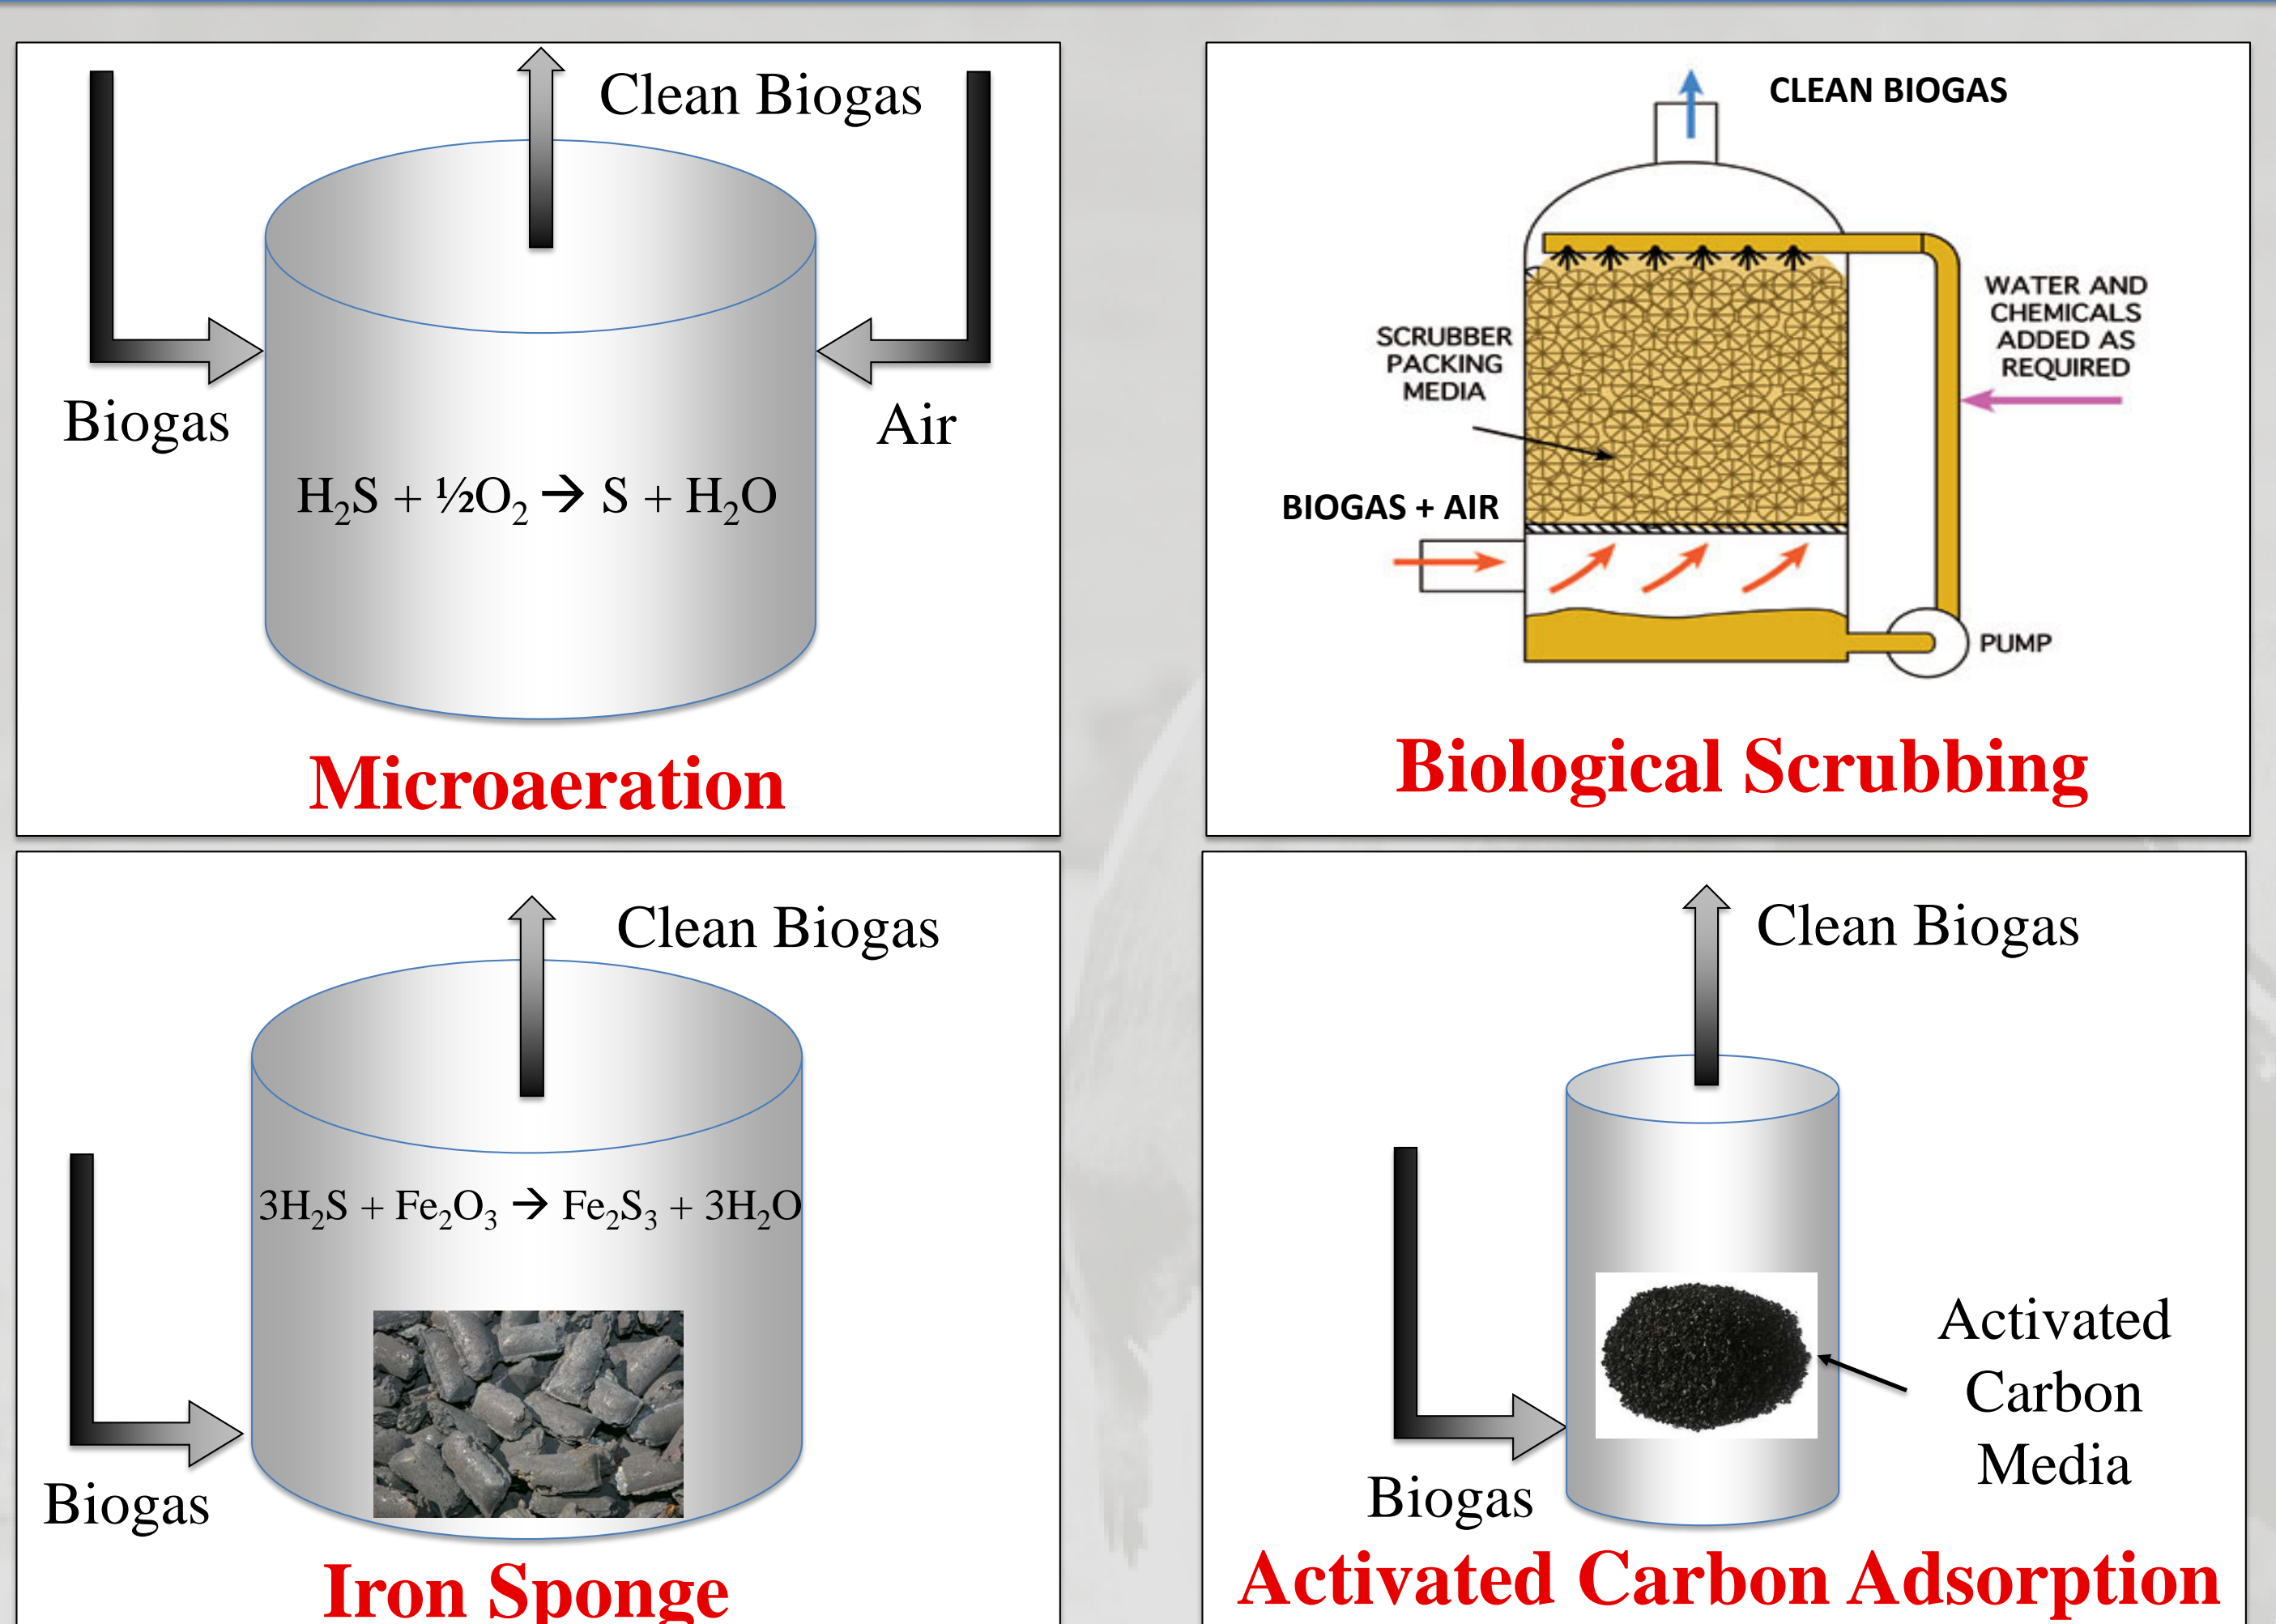 Clean Biogas
Biogas
Air
H₂S + ½O₂ → S + H₂O
Microaeration
CLEAN BIOGAS
WATER AND
CHEMICALS
ADDED AS
REQUIRED
SCRUBBER
PACKING
MEDIA
BIOGAS + AIR
PUMP
Biological Scrubbing
Clean Biogas
3H₂S + Fe₂O₃ → Fe₂S₃ + 3H₂O
Biogas
Iron Sponge
Clean Biogas
Activated
Carbon
Media
Biogas
Activated Carbon Adsorption